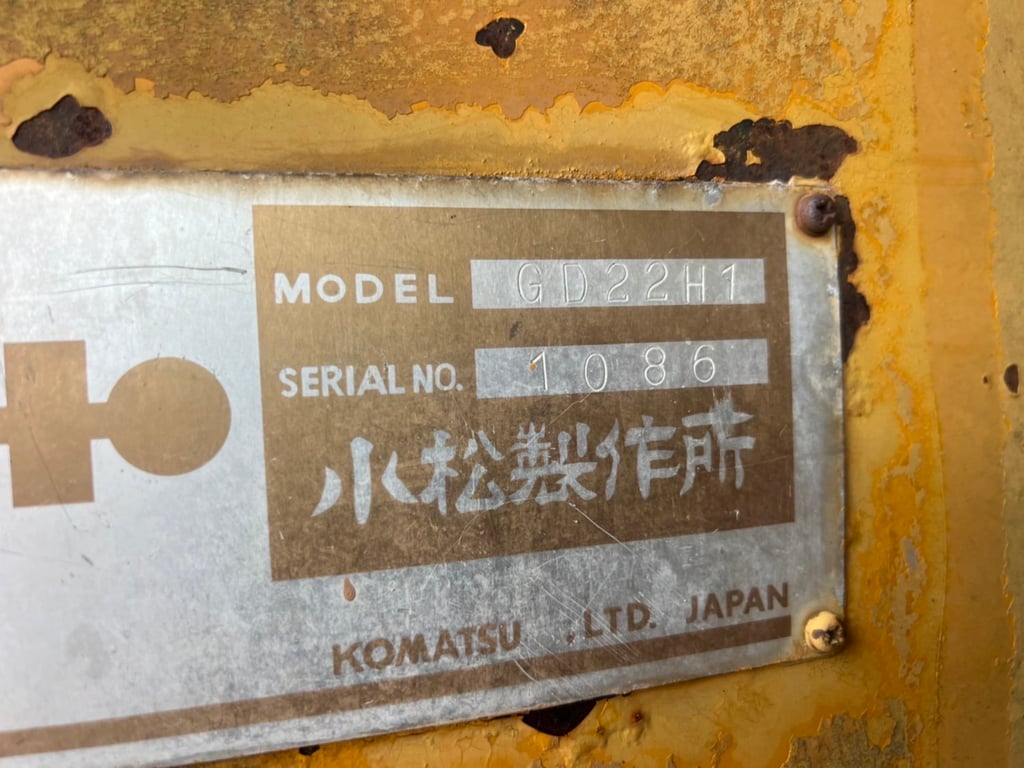 MODEL GD22H1
SERIAL NO. 1086
小松製作所
KOMATSU , LTD. JAPAN